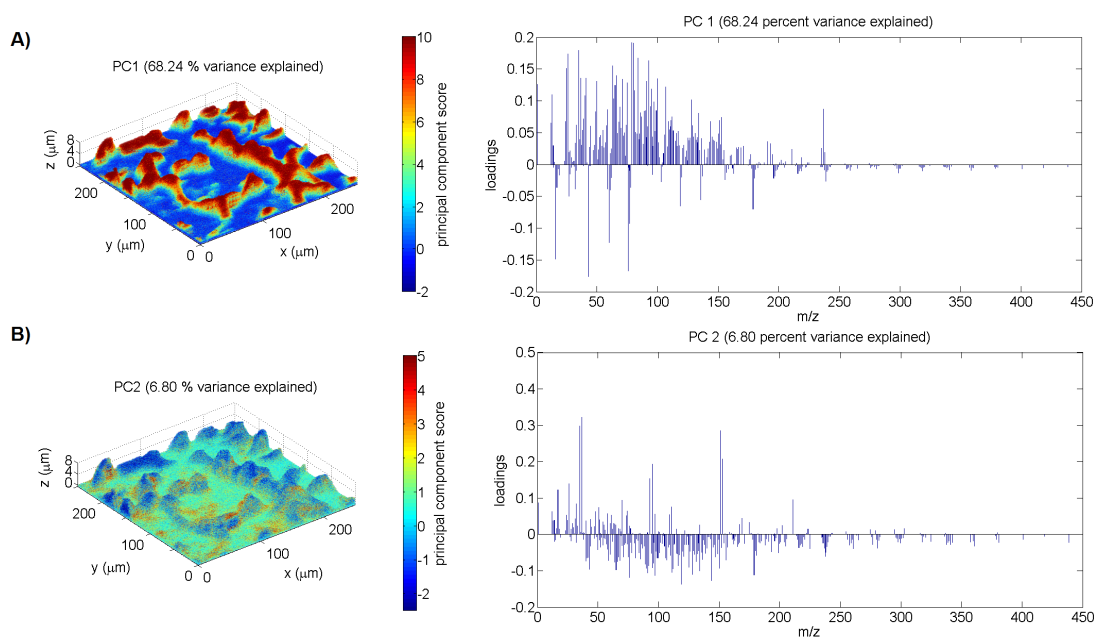 A)
PC1 (68.24 % variance explained)
z (μm)
8
4
0
200
100
0
y (μm)
0
100
200
x (μm)
10
8
6
4
2
0
-2
principal component score
PC 1 (68.24 percent variance explained)
0.2
0.15
0.1
0.05
0
-0.05
-0.1
-0.15
-0.2
loadings
0 50 100 150 200 250 300 350 400 450
m/z
B)
PC2 (6.80 % variance explained)
z (μm)
8
4
0
200
100
0
y (μm)
0
100
200
x (μm)
5
4
3
2
1
0
-1
-2
principal component score
PC 2 (6.80 percent variance explained)
0.5
0.4
0.3
0.2
0.1
0
-0.1
-0.2
loadings
0 50 100 150 200 250 300 350 400 450
m/z